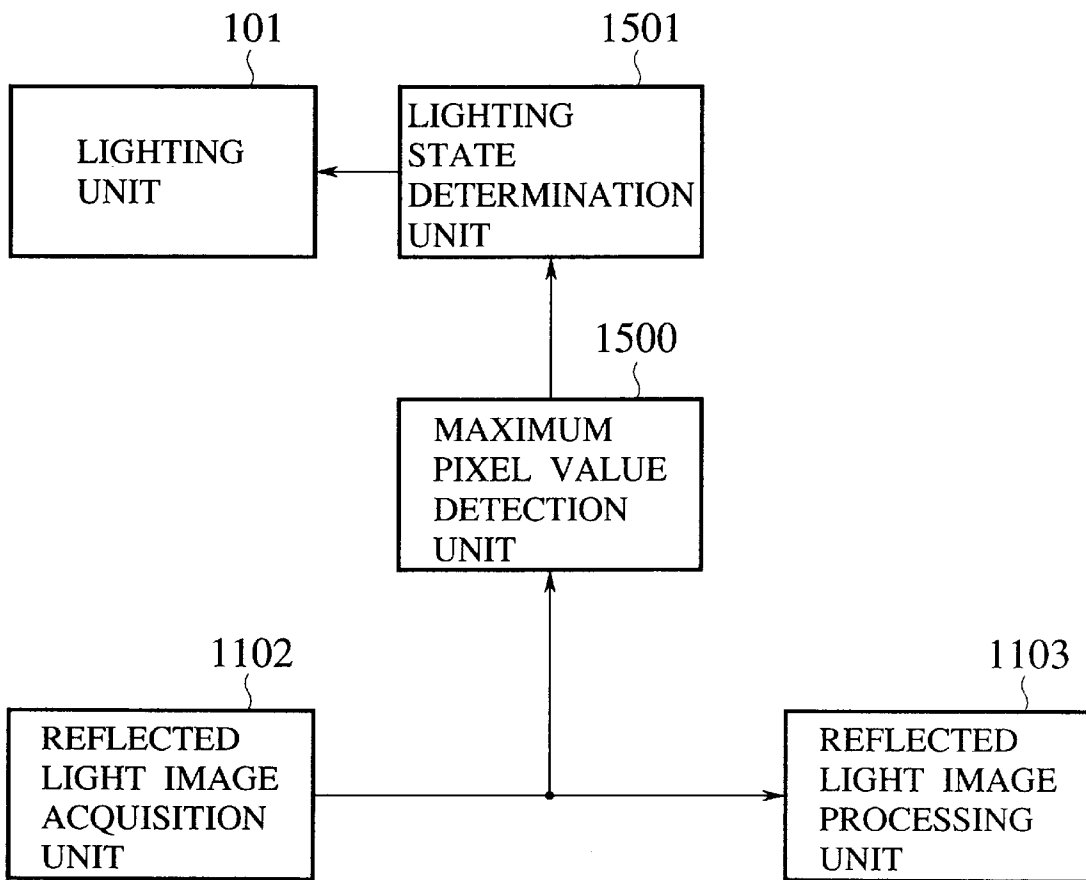 101
LIGHTING
UNIT
1501
LIGHTING
STATE
DETERMINATION
UNIT
1500
MAXIMUM
PIXEL VALUE
DETECTION
UNIT
1102
REFLECTED
LIGHT IMAGE
ACQUISITION
UNIT
1103
REFLECTED
LIGHT IMAGE
PROCESSING
UNIT